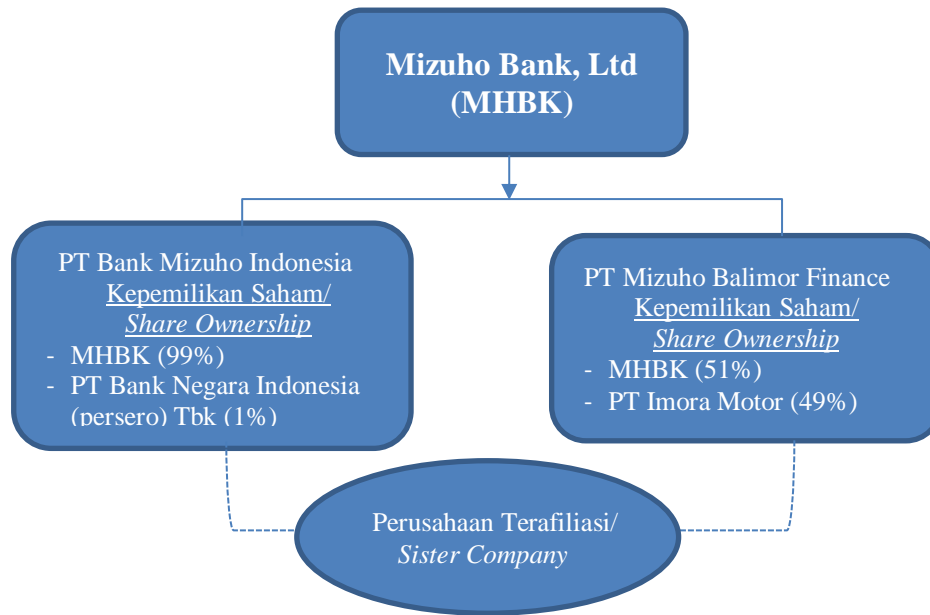 Mizuho Bank, Ltd
(MHBK)
PT Bank Mizuho Indonesia
Kepemilikan Saham/
Share Ownership
- MHBK (99%)
- PT Bank Negara Indonesia
(persero) Tbk (1%)
PT Mizuho Balimor Finance
Kepemilikan Saham/
Share Ownership
- MHBK (51%)
- PT Imora Motor (49%)
Perusahaan Terafiliasi/
Sister Company